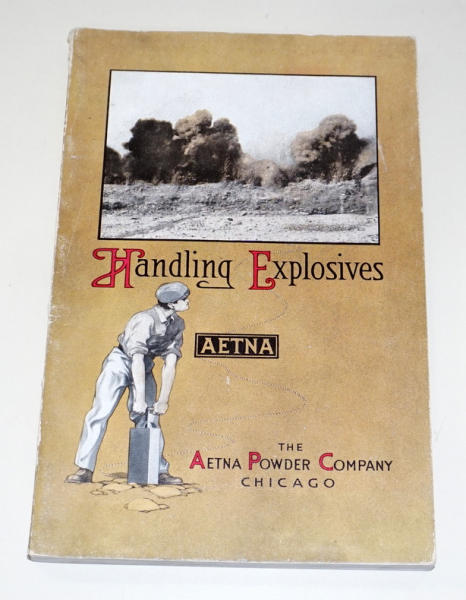 Handling Explosives
AETNA
THE
AETNA POWDER COMPANY
CHICAGO